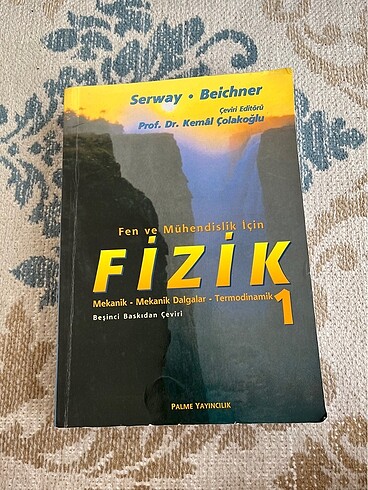 Serway • Beichner
Çeviri Editörü
Prof. Dr. Kemâl Çolakoğlu
Fen ve Mühendislik İçin
FİZİK
Mekanik - Mekanik Dalgalar - Termodinamik 1
Beşinci Baskıdan Çeviri
PALME YAYINCILIK